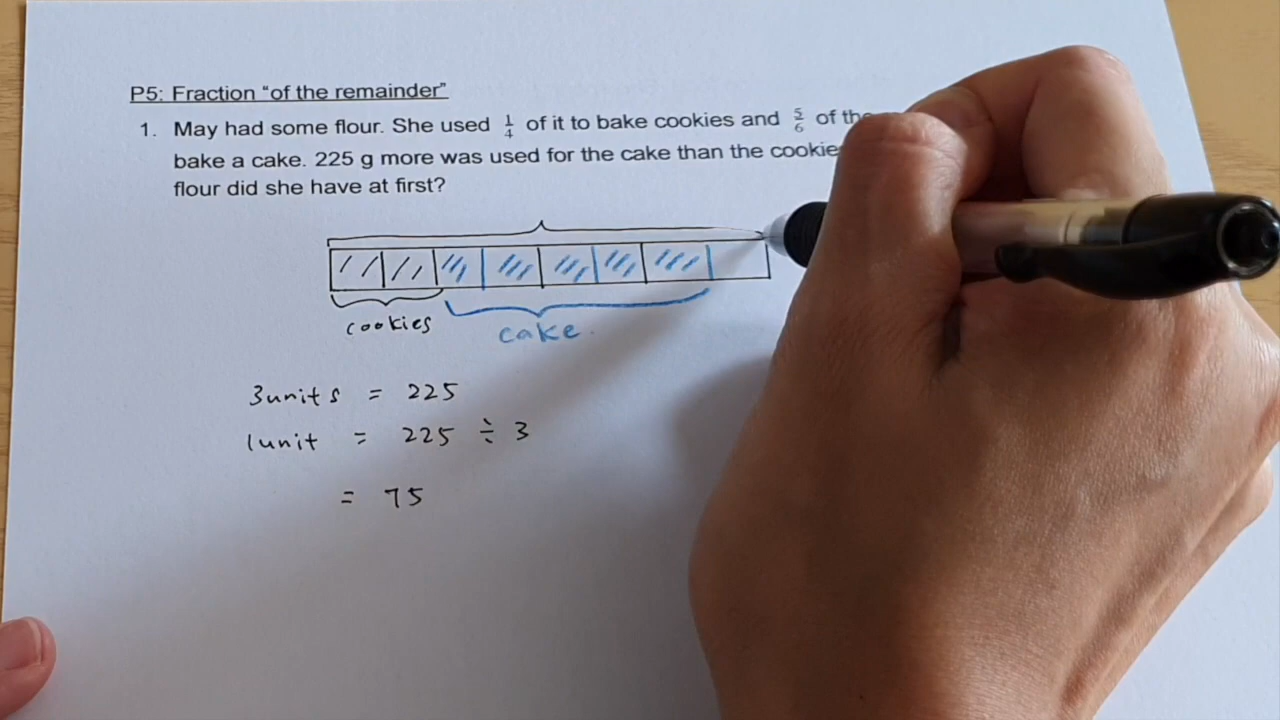 P5: Fraction “of the remainder”
1. May had some flour. She used 1/4 of it to bake cookies and 5/6 of the
bake a cake. 225 g more was used for the cake than the cookie
flour did she have at first?
cookies
cake
3units = 225
1unit = 225 ÷ 3
= 75